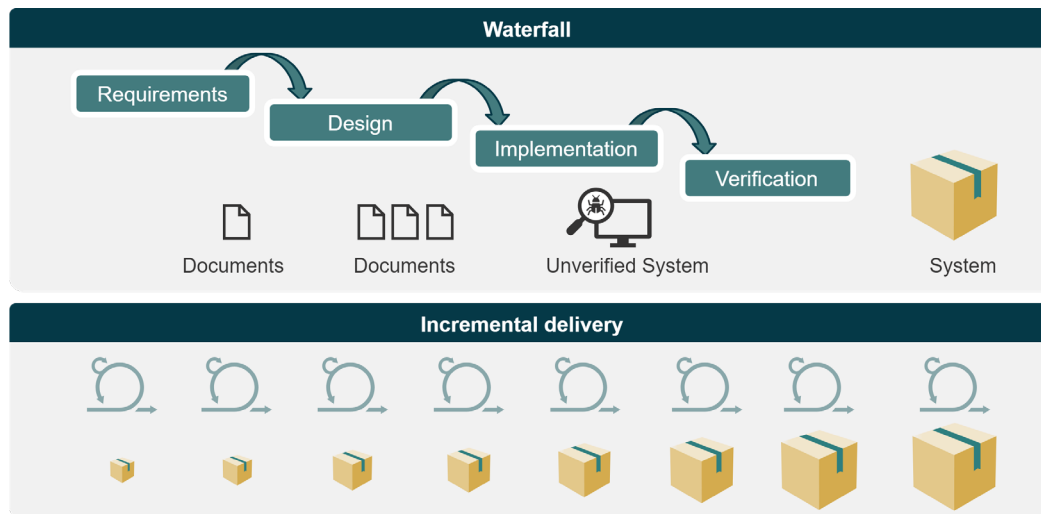 Waterfall
Requirements
Design
Implementation
Verification
Documents
Documents
Unverified System
System
Incremental delivery